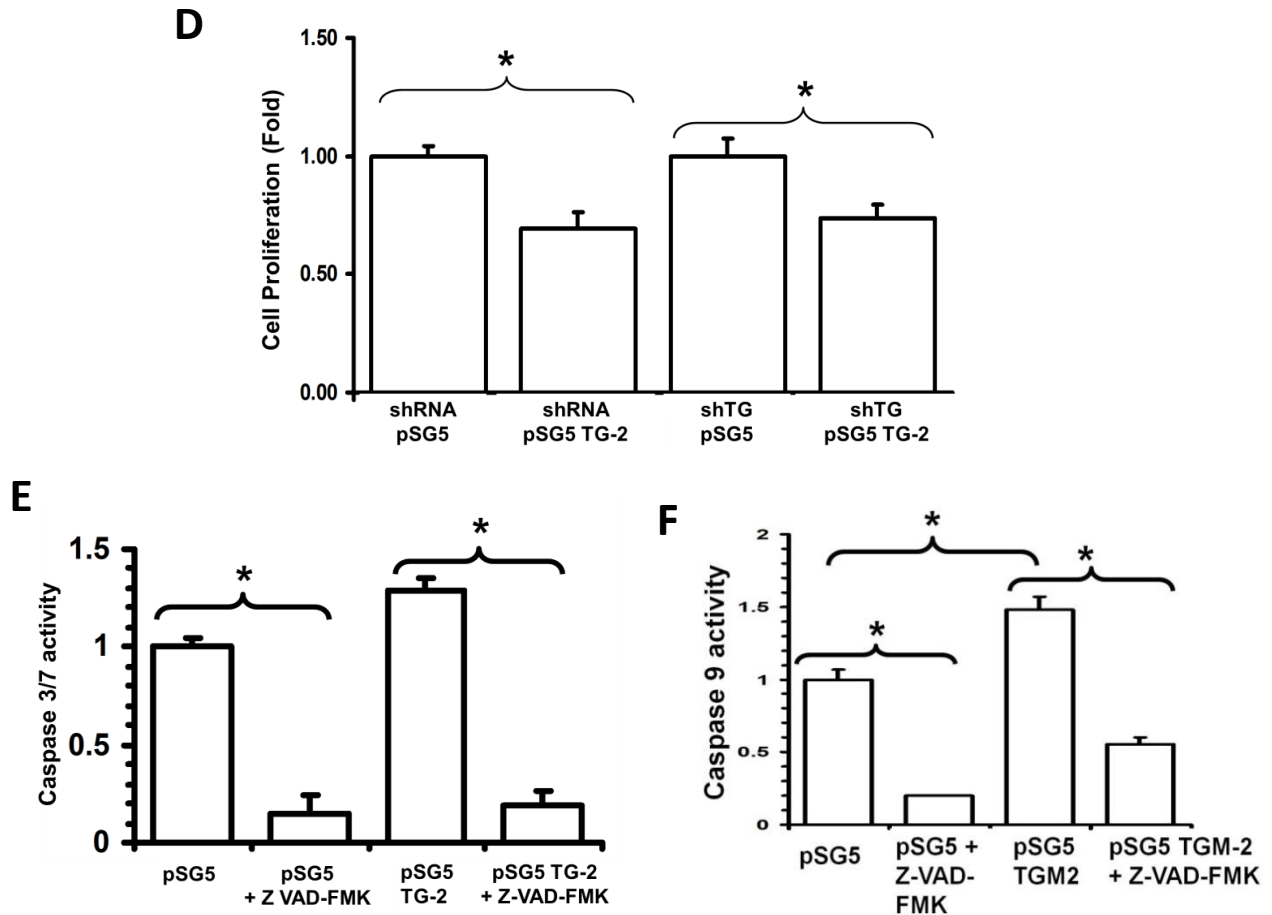 D
Cell Proliferation (Fold)
1.50
1.00
0.50
0.00
*
*
shRNA
pSG5
shRNA
pSG5 TG-2
shTG
pSG5
shTG
pSG5 TG-2
E
Caspase 3/7 activity
1.5
1
0.5
0
*
*
pSG5
pSG5
+ Z VAD-FMK
pSG5
TG-2
pSG5 TG-2
+ Z-VAD-FMK
F
Caspase 9 activity
2
1.5
1
0.5
0
*
*
*
pSG5
pSG5 +
Z-VAD-
FMK
pSG5
TGM2
pSG5 TGM-2
+ Z-VAD-FMK